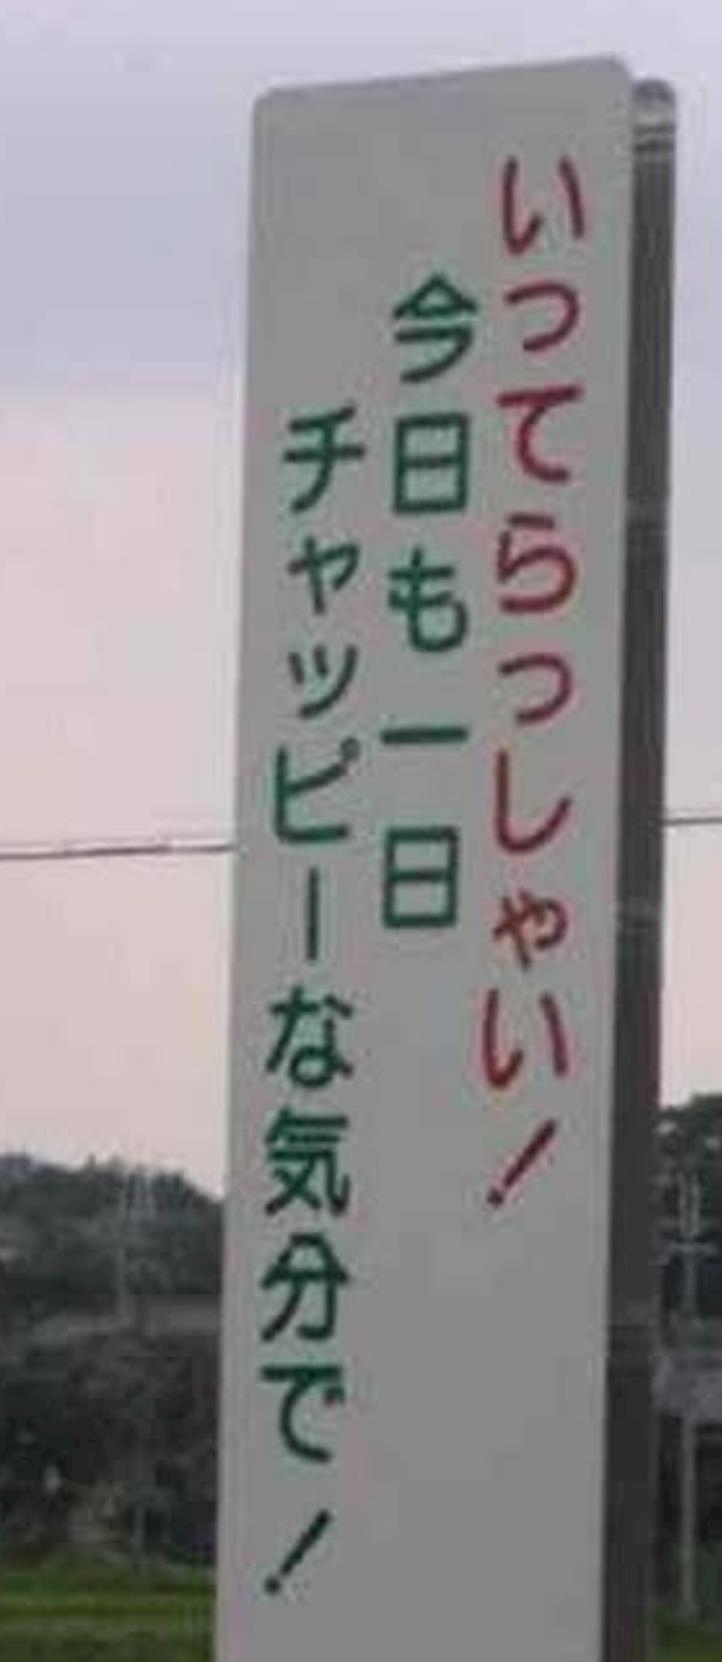 いってらっしゃい！
今日も一日
チャッピーな気分で！